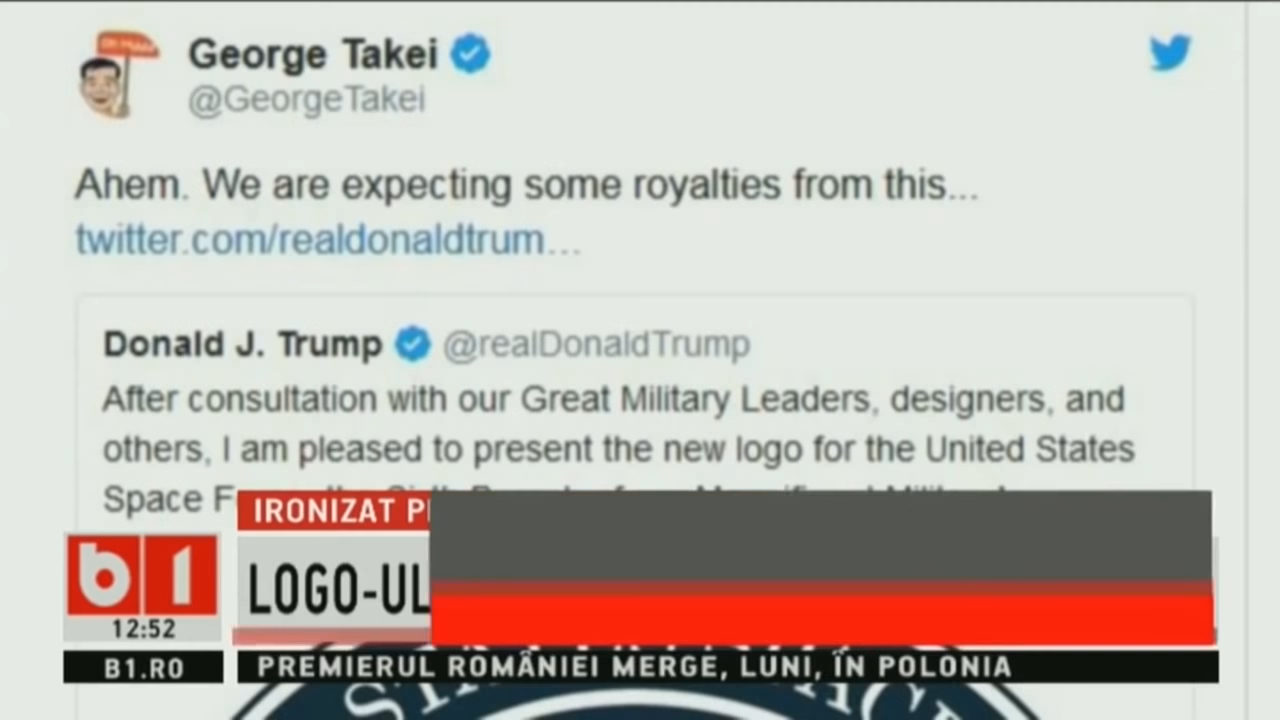 George Takei
@GeorgeTakei
Ahem. We are expecting some royalties from this...
twitter.com/realdonaldtrum...
Donald J. Trump @realDonaldTrump
After consultation with our Great Military Leaders, designers, and
others, I am pleased to present the new logo for the United States
Space
IRONIZAT
LOGO-UL
b1
12:52
B1.RO
PREMIERUL ROMÂNIEI MERGE, LUNI, ÎN POLONIA